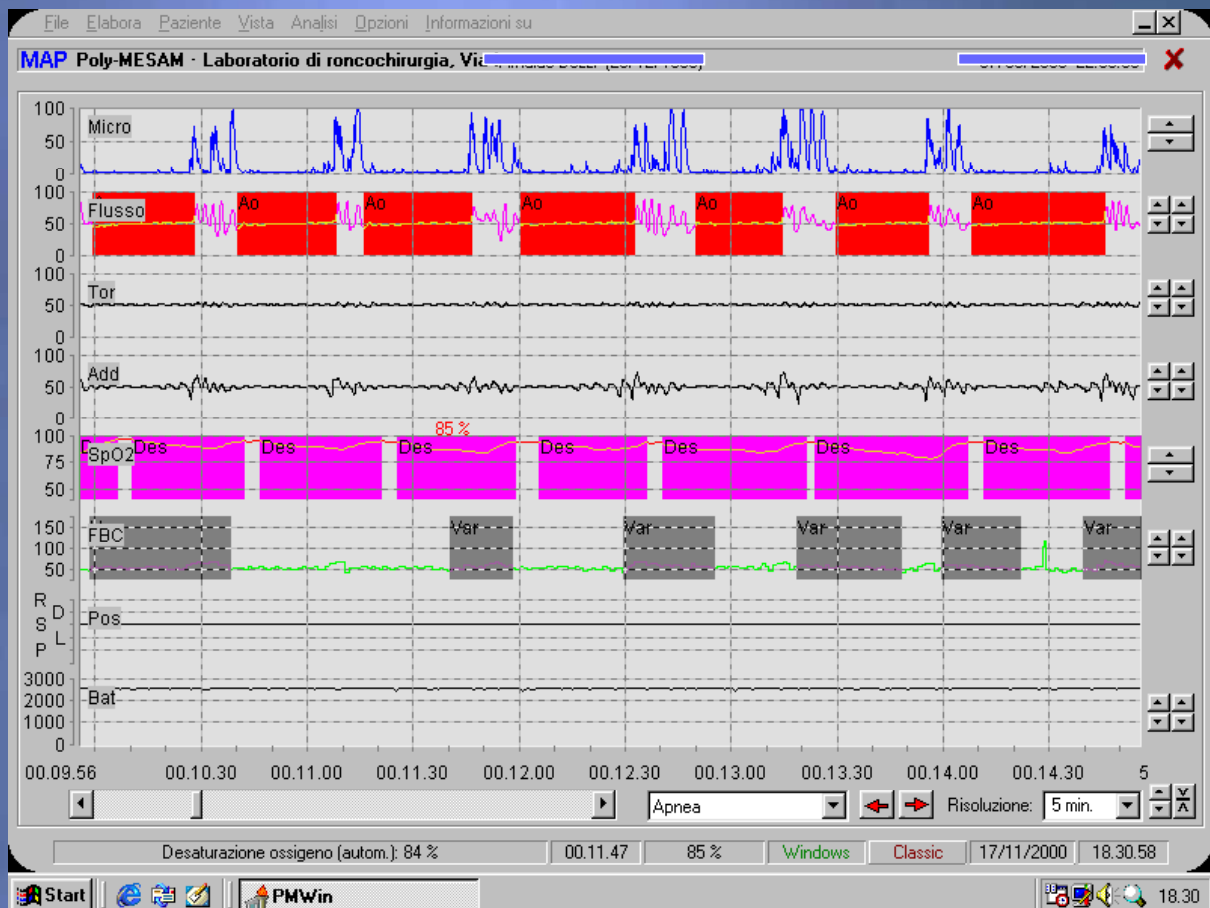 File Elabora Paziente Vista Analisi Opzioni Informazioni su
MAP Poly-MESAM - Laboratorio di roncochirurgia, Via
100
Micro
50
0
100
Flusso Ao Ao Ao Ao Ao Ao
50
0
100
Tor
50
0
100
Add
50
0
85 %
100
SpO2 Des Des Des Des Des Des Des
75
50
150
FBC Var Var Var Var Var
100
50
R
D
S Pos
L
P
3000
Bat
2000
1000
0
00.09.56 00.10.30 00.11.00 00.11.30 00.12.00 00.12.30 00.13.00 00.13.30 00.14.00 00.14.30 5
Apnea Risoluzione: 5 min.
Desaturazione ossigeno (autom.): 84 % 00.11.47 85 % Windows Classic 17/11/2000 18.30.58
Start PMWin 18.30